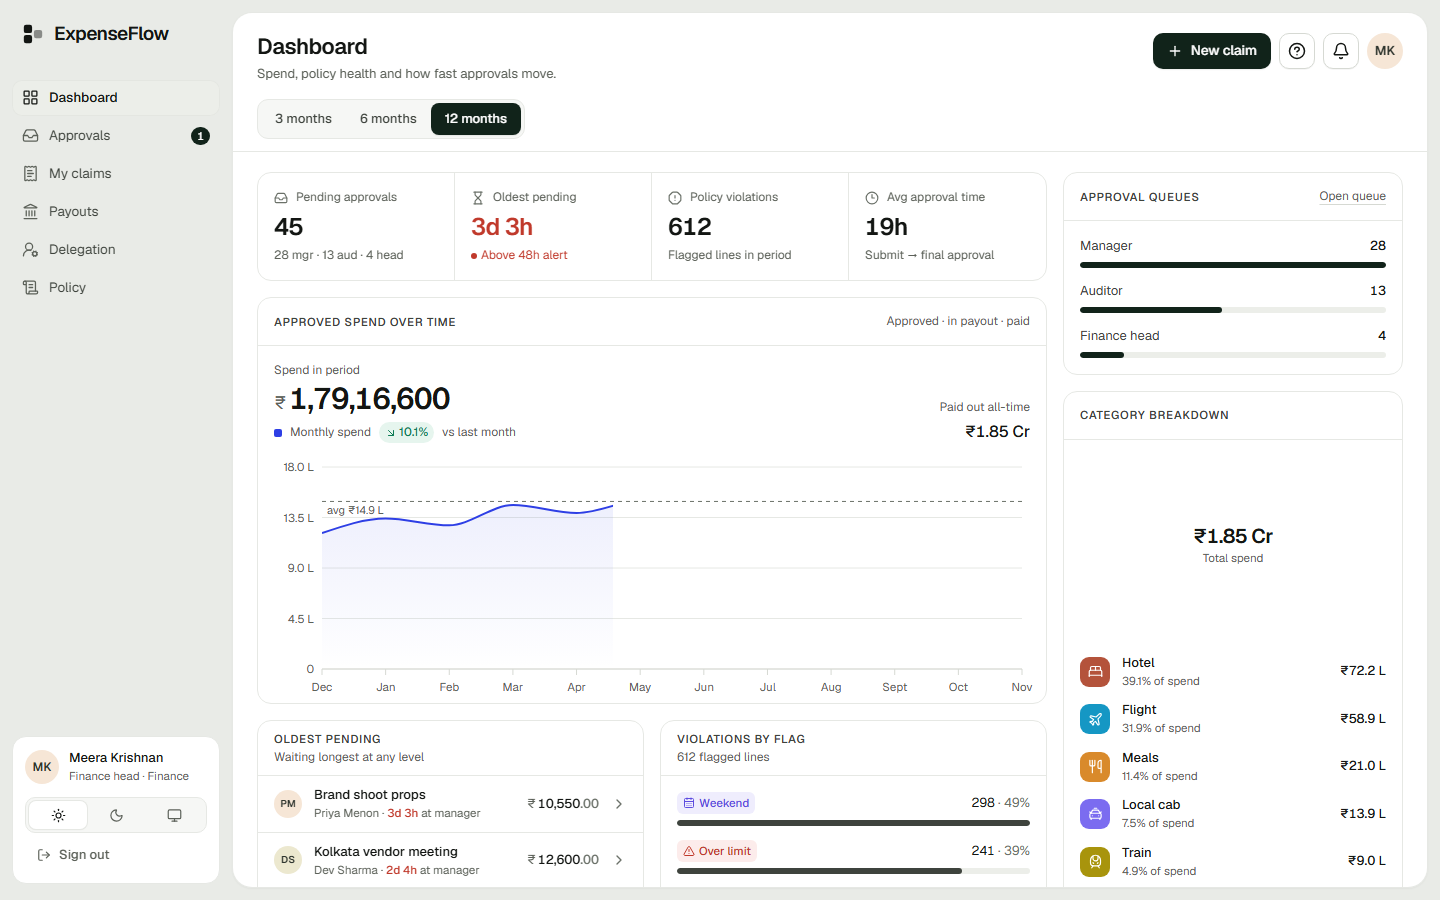 ExpenseFlow
Dashboard
Approvals
1
My claims
Payouts
Delegation
Policy
MK
Meera Krishnan
Finance head · Finance
Sign out
Dashboard
Spend, policy health and how fast approvals move.
New claim
MK
3 months
6 months
12 months
Pending approvals
45
28 mgr · 13 aud · 4 head
Oldest pending
3d 3h
Above 48h alert
Policy violations
612
Flagged lines in period
Avg approval time
19h
Submit → final approval
APPROVED SPEND OVER TIME
Approved · in payout · paid
Spend in period
₹ 1,79,16,600
Monthly spend
↘ 10.1%
vs last month
Paid out all-time
₹1.85 Cr
18.0 L
avg ₹14.9 L
13.5 L
9.0 L
4.5 L
0
Dec Jan Feb Mar Apr May Jun Jul Aug Sept Oct Nov
OLDEST PENDING
Waiting longest at any level
PM
Brand shoot props
Priya Menon · 3d 3h at manager
₹ 10,550.00
DS
Kolkata vendor meeting
Dev Sharma · 2d 4h at manager
₹ 12,600.00
VIOLATIONS BY FLAG
612 flagged lines
Weekend
298 · 49%
Over limit
241 · 39%
APPROVAL QUEUES
Open queue
Manager
28
Auditor
13
Finance head
4
CATEGORY BREAKDOWN
₹1.85 Cr
Total spend
Hotel
39.1% of spend
₹72.2 L
Flight
31.9% of spend
₹58.9 L
Meals
11.4% of spend
₹21.0 L
Local cab
7.5% of spend
₹13.9 L
Train
4.9% of spend
₹9.0 L